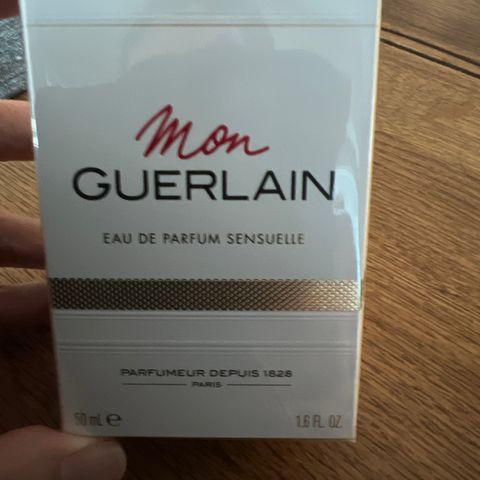 mon
GUERLAIN
EAU DE PARFUM SENSUELLE
PARFUMEUR DEPUIS 1828
PARIS
50 mL ℮
1.6 FL. OZ.